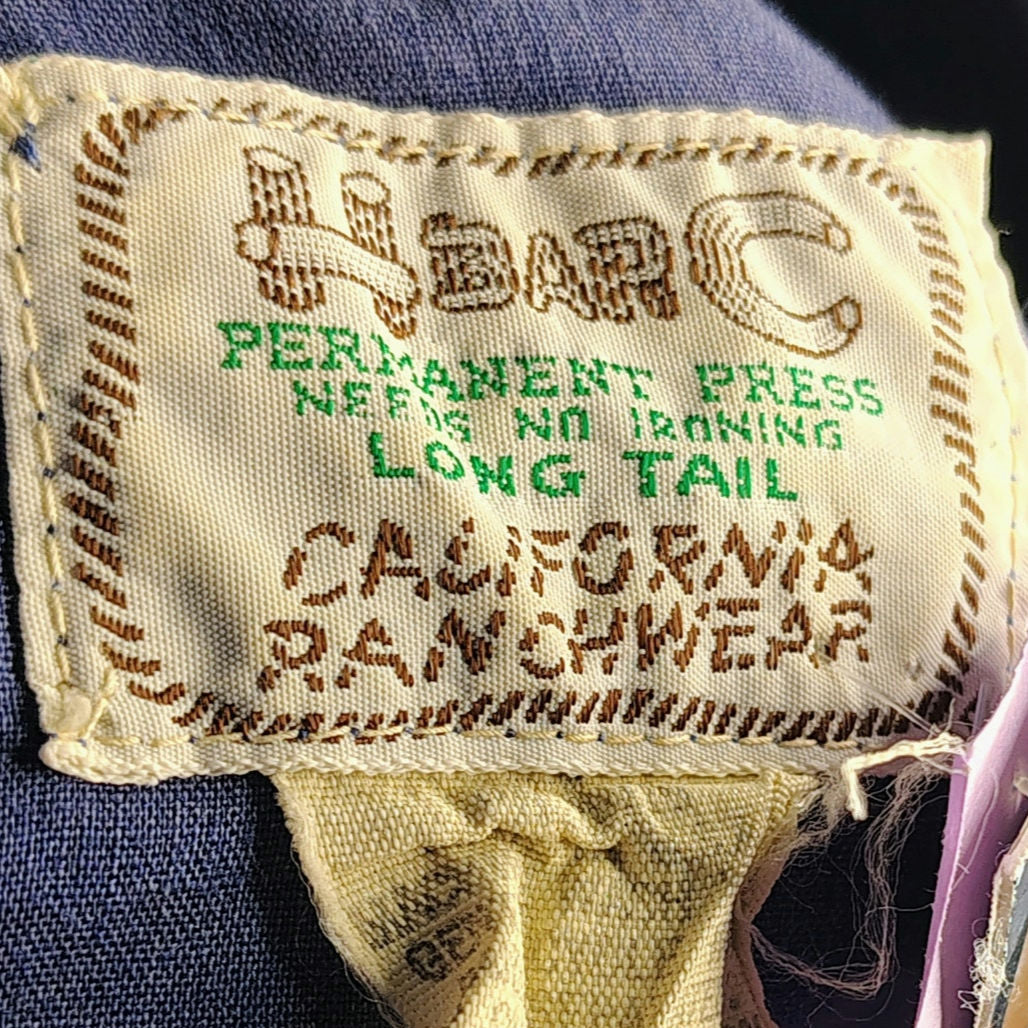 H BAR C
PERMANENT PRESS
NEEDS NO IRONING
LONG TAIL
CALIFORNIA
RANCHWEAR